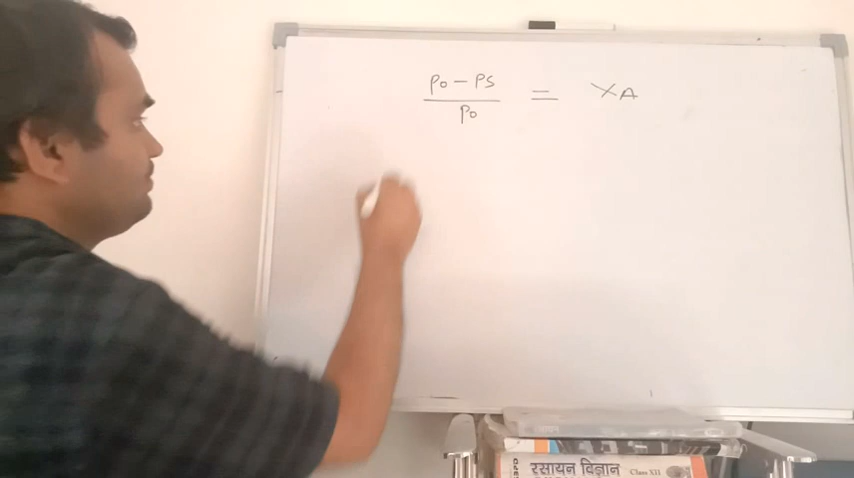 po - ps / po = XA
रसायन विज्ञान Class XII